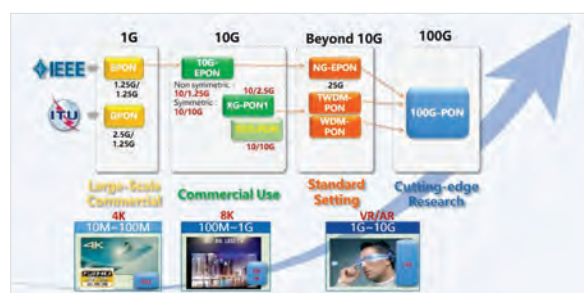 1G
10G
Beyond 10G
100G
IEEE
EPON
1.25G/
1.25G
10G-
EPON
Non symmetric :
10/1.25G
Symmetric :
10/10G
NG-EPON
25G
ITU
GPON
2.5G/
1.25G
10/2.5G
XG-PON1
10/10G
TWDM-
PON
WDM-
PON
100G-PON
Large-Scale
Commercial
Commercial Use
Standard
Setting
Cutting-edge
Research
4K
10M~100M
4K
8K
100M~1G
VR/AR
1G~10G